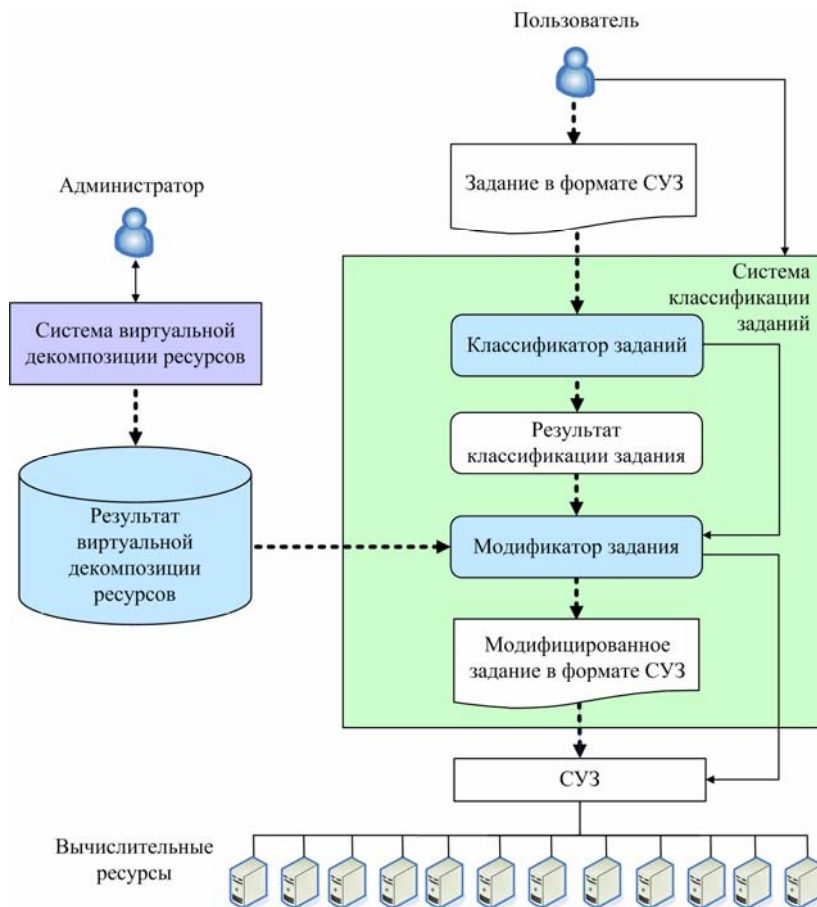 Пользователь
Задание в формате СУЗ
Администратор
Система
классификации
заданий
Система виртуальной
декомпозиции ресурсов
Классификатор заданий
Результат
классификации задания
Результат
виртуальной
декомпозиции
ресурсов
Модификатор задания
Модифицированное
задание в формате СУЗ
СУЗ
Вычислительные
ресурсы